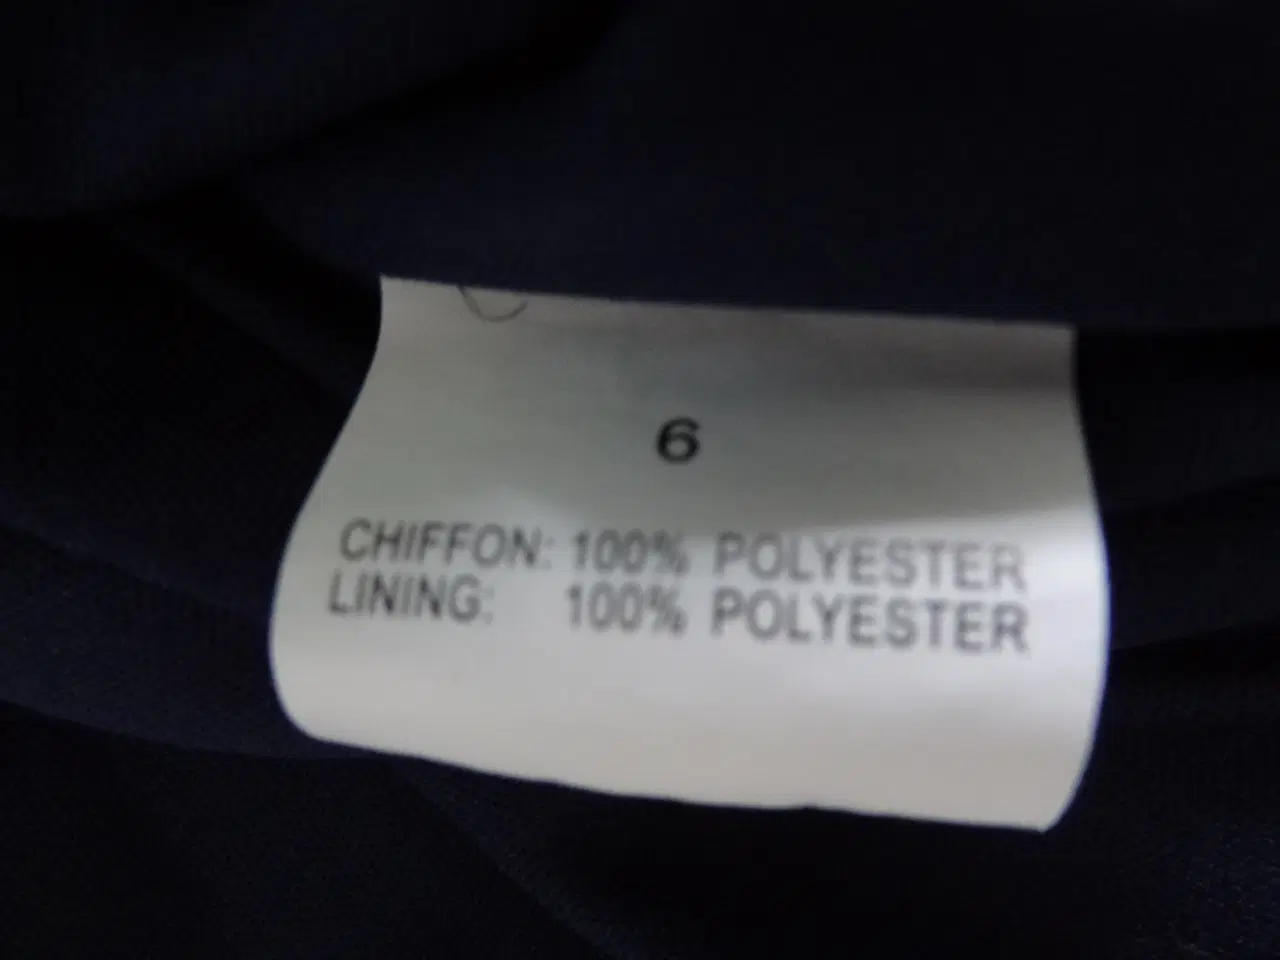 6
CHIFFON: 100% POLYESTER
LINING: 100% POLYESTER